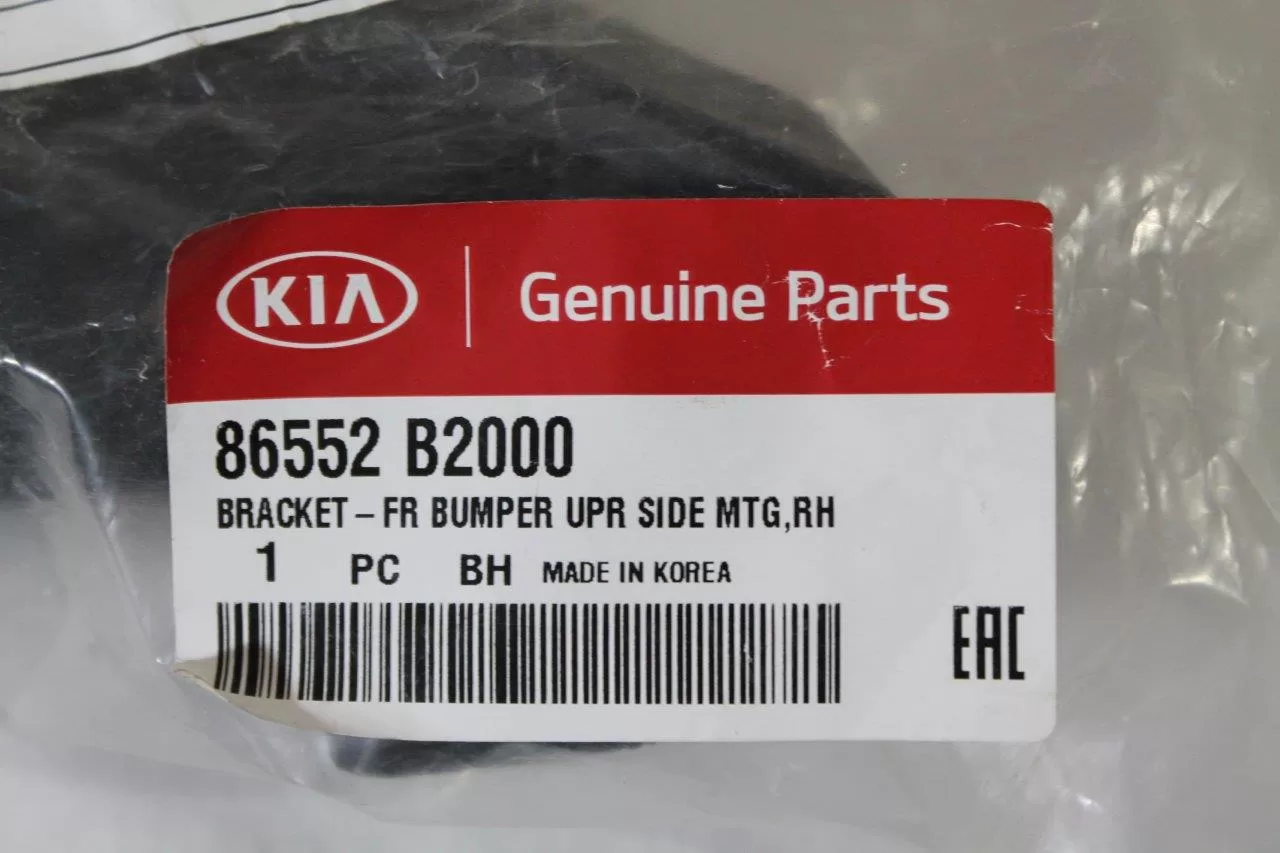 KIA Genuine Parts
86552 B2000
BRACKET-FR BUMPER UPR SIDE MTG,RH
1 PC BH MADE IN KOREA
EAC